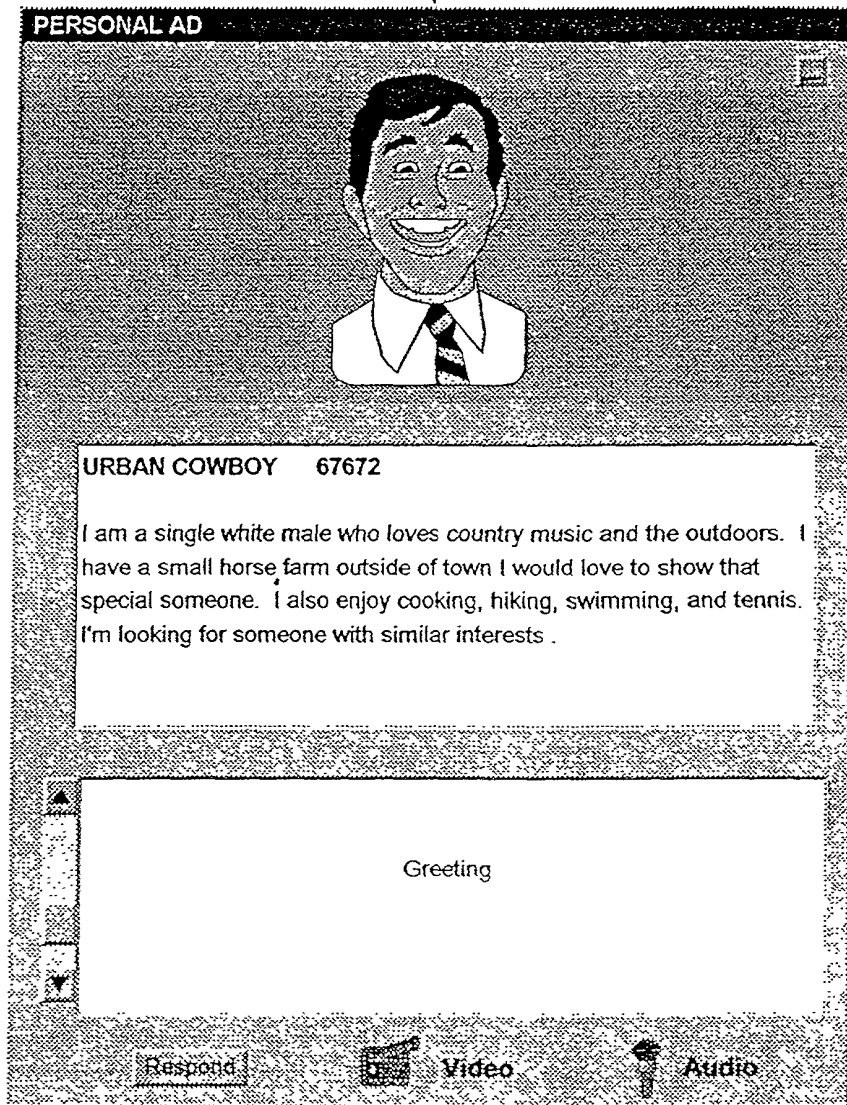 PERSONAL AD
URBAN COWBOY 67672
I am a single white male who loves country music and the outdoors. I
have a small horse farm outside of town I would love to show that
special someone. I also enjoy cooking, hiking, swimming, and tennis.
I'm looking for someone with similar interests .
Greeting
Respond
Video
Audio